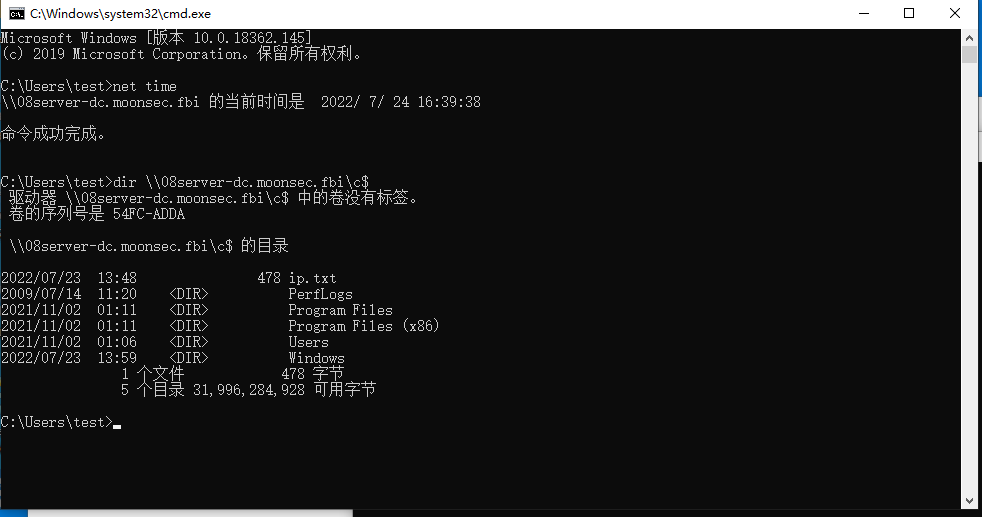 C:\Windows\system32\cmd.exe
Microsoft Windows [版本 10.0.18362.145]
(c) 2019 Microsoft Corporation。保留所有权利。
C:\Users\test>net time
\\08server-dc.moonsec.fbi 的当前时间是  2022/ 7/ 24 16:39:38
命令成功完成。
C:\Users\test>dir \\08server-dc.moonsec.fbi\c$
 驱动器 \\08server-dc.moonsec.fbi\c$ 中的卷没有标签。
 卷的序列号是 54FC-ADDA
 \\08server-dc.moonsec.fbi\c$ 的目录
2022/07/23  13:48               478 ip.txt
2009/07/14  11:20    <DIR>          PerfLogs
2021/11/02  01:11    <DIR>          Program Files
2021/11/02  01:11    <DIR>          Program Files (x86)
2021/11/02  01:06    <DIR>          Users
2022/07/23  13:59    <DIR>          Windows
               1 个文件            478 字节
               5 个目录 31,996,284,928 可用字节
C:\Users\test>